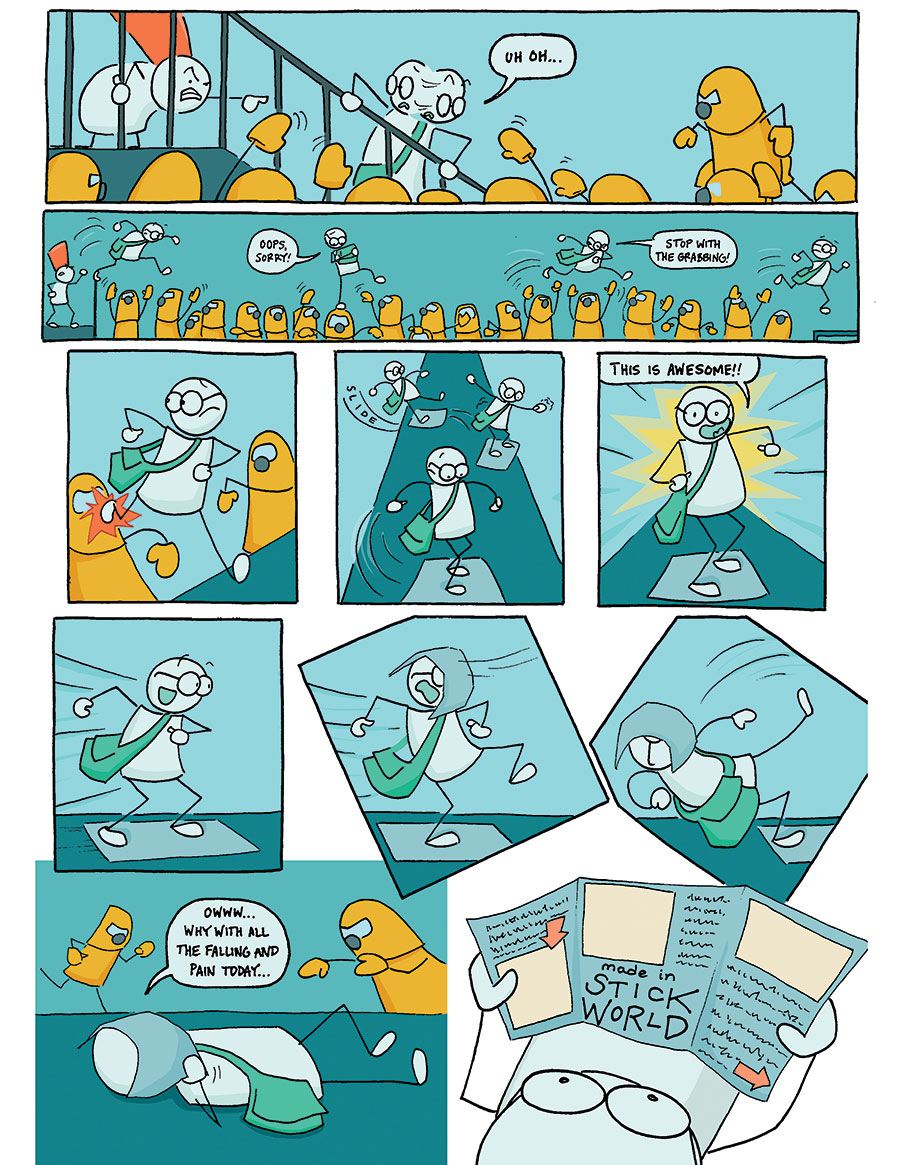 UH OH...
OOPS,
SORRY!
STOP WITH
THE GRABBING!
SLIDE
THIS IS AWESOME!!
OWWW...
WHY WITH ALL
THE FALLING AND
PAIN TODAY...
made in
STICK
WORLD